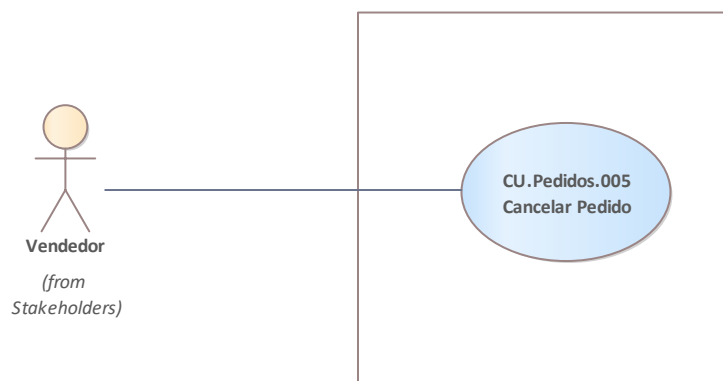 CU.Pedidos.005
Cancelar Pedido
Vendedor
(from
Stakeholders)